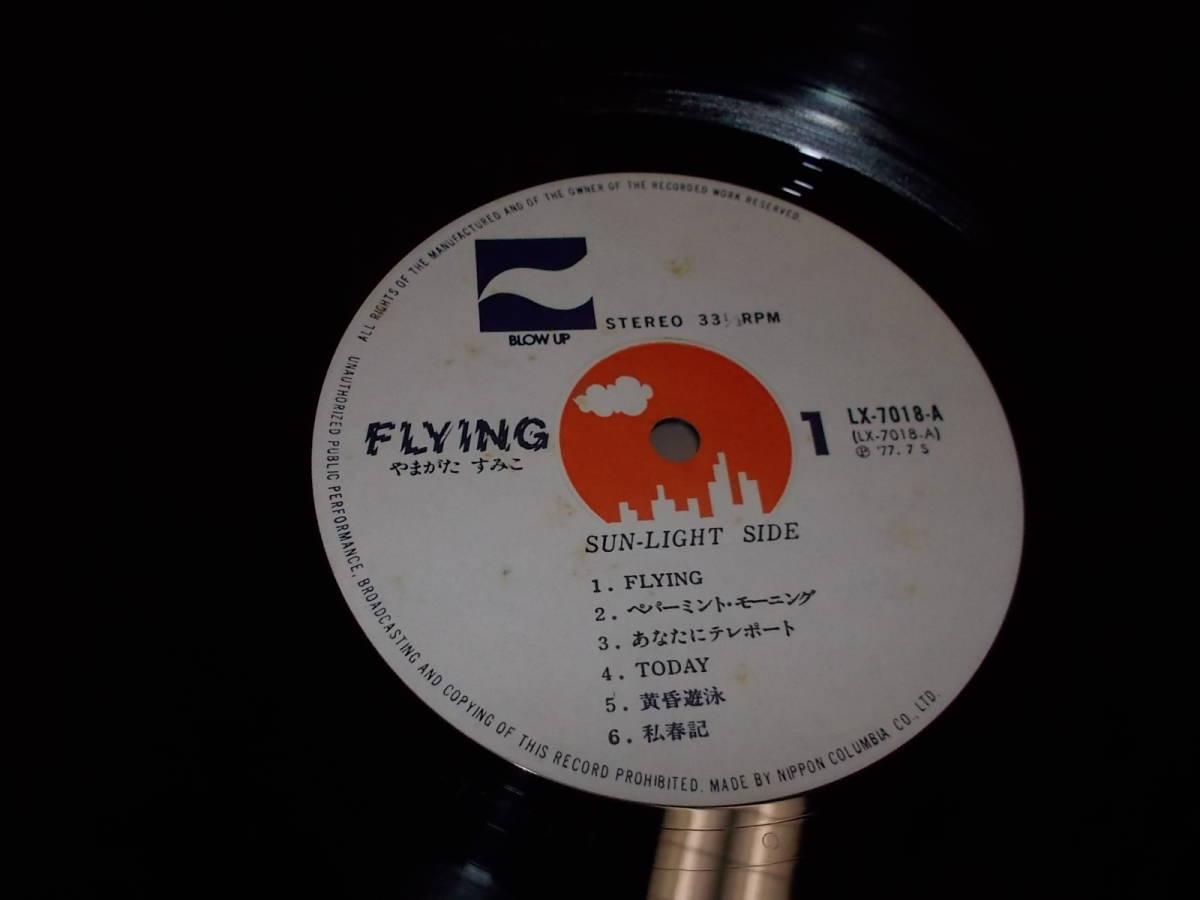 ALL RIGHTS OF THE MANUFACTURED AND OF THE OWNER OF THE RECORDED WORK RESERVED.
UNAUTHORIZED PUBLIC PERFORMANCE, BROADCASTING AND COPYING OF THIS RECORD PROHIBITED. MADE BY NIPPON COLUMBIA CO., LTD.
BLOW UP
STEREO 33⅓RPM
FLYING
やまがた すみこ
1
LX-7018-A
(LX-7018-A)
Ⓟ '77. 7 S
SUN-LIGHT SIDE
1. FLYING
2. ペパーミント・モーニング
3. あなたにテレポート
4. TODAY
5. 黄昏遊泳
6. 私春記